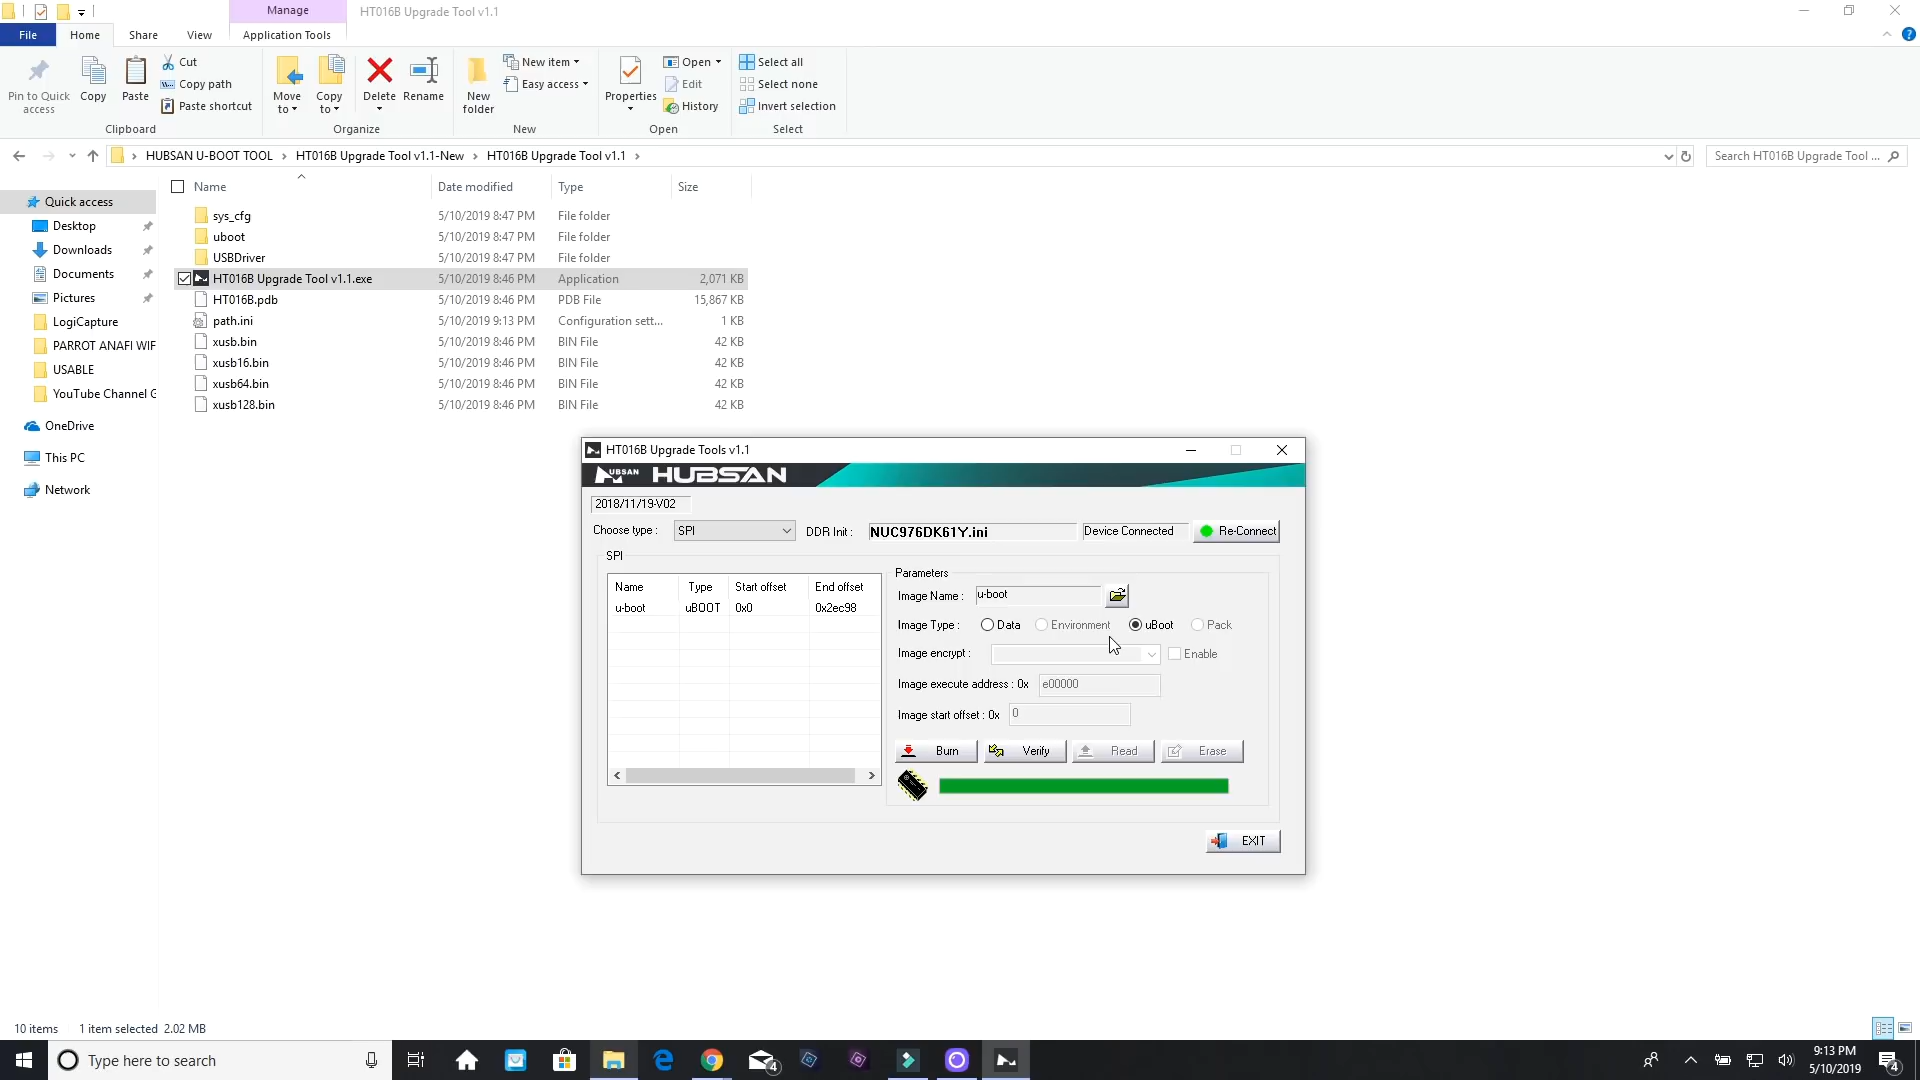 Manage
HT016B Upgrade Tool v1.1
File Home Share View Application Tools
Pin to Quick access
Copy
Paste
Cut
Copy path
Paste shortcut
Clipboard
Move to
Copy to
Delete
Rename
Organize
New folder
New item
Easy access
New
Properties
Open
Edit
History
Open
Select all
Select none
Invert selection
Select
HUBSAN U-BOOT TOOL > HT016B Upgrade Tool v1.1-New > HT016B Upgrade Tool v1.1 >
Search HT016B Upgrade Tool ...
Quick access
Desktop
Downloads
Documents
Pictures
LogiCapture
PARROT ANAFI WIF
USABLE
YouTube Channel G
OneDrive
This PC
Network
Name Date modified Type Size
sys_cfg 5/10/2019 8:47 PM File folder
uboot 5/10/2019 8:47 PM File folder
USBDriver 5/10/2019 8:47 PM File folder
HT016B Upgrade Tool v1.1.exe 5/10/2019 8:46 PM Application 2,071 KB
HT016B.pdb 5/10/2019 8:46 PM PDB File 15,867 KB
path.ini 5/10/2019 9:13 PM Configuration sett... 1 KB
xusb.bin 5/10/2019 8:46 PM BIN File 42 KB
xusb16.bin 5/10/2019 8:46 PM BIN File 42 KB
xusb64.bin 5/10/2019 8:46 PM BIN File 42 KB
xusb128.bin 5/10/2019 8:46 PM BIN File 42 KB
HT016B Upgrade Tools v1.1
UBSAN HUBSAN
2018/11/19-V02
Choose type : SPI DDR Init : NUC976DK61Y.ini Device Connected Re-Connect
SPI
Name Type Start offset End offset
u-boot uBOOT 0x0 0x2ec98
Parameters
Image Name : u-boot
Image Type : Data Environment uBoot Pack
Image encrypt : Enable
Image execute address : 0x e00000
Image start offset : 0x 0
Burn Verify Read Erase
EXIT
10 items 1 item selected 2.02 MB
Type here to search
4
9:13 PM
5/10/2019
4